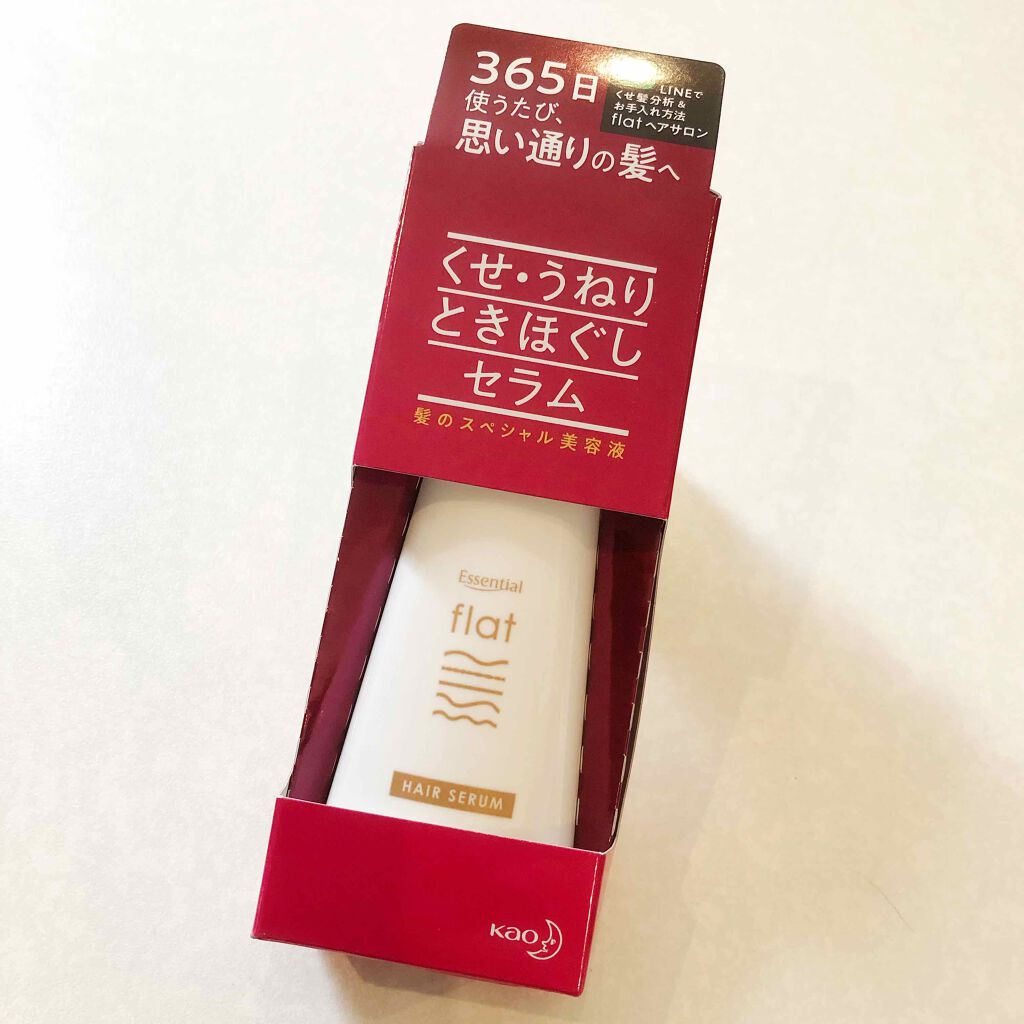 365日
使うたび、
思い通りの髪へ
LINEで
くせ髪分析&
お手入れ方法
flatヘアサロン
くせ・うねり
ときほぐし
セラム
髪のスペシャル美容液
Essential
flat
HAIR SERUM
kao